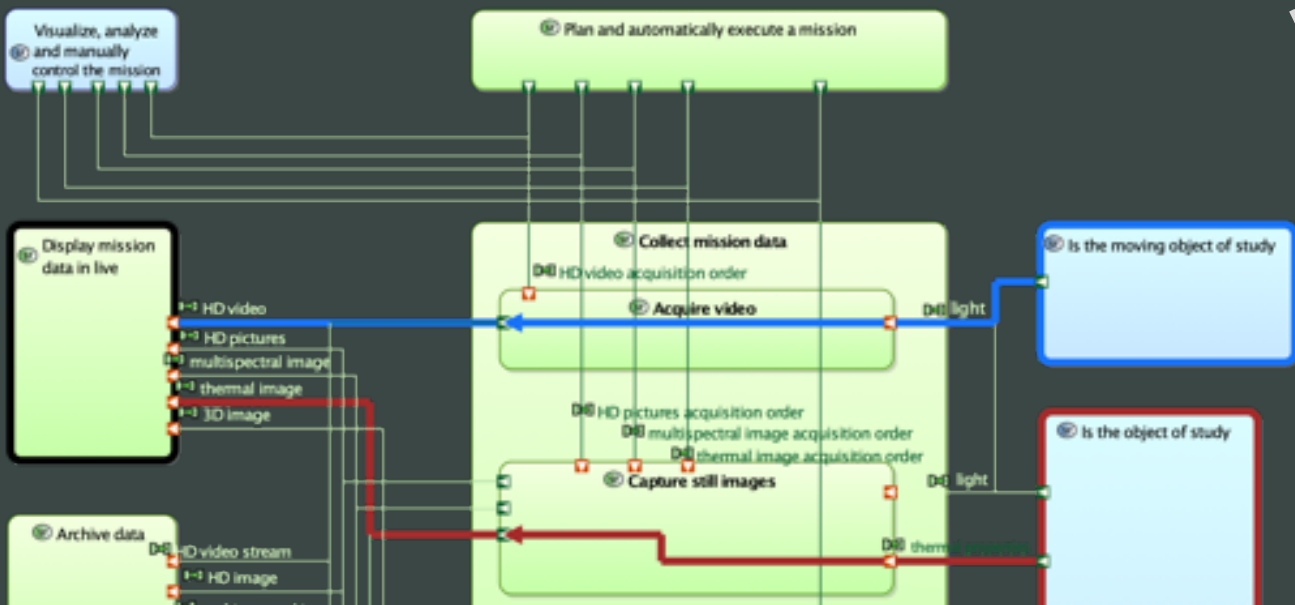 Visualize, analyze
and manually
control the mission
Plan and automatically execute a mission
Display mission
data in live
Collect mission data
Is the moving object of study
HD video acquisition order
HD video
Acquire video
light
HD pictures
multispectral image
thermal image
3D image
HD pictures acquisition order
multispectral image acquisition order
thermal image acquisition order
Is the object of study
Capture still images
light
Archive data
HD video stream
thermal
HD image